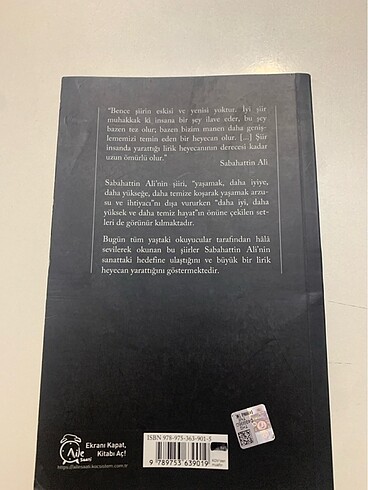 "Bence şiirin eskisi ve yenisi yoktur. İyi şiir
muhakkak ki insana bir şey ilave eder, bu şey
bazen tez olur; bazen bizim manen daha geniş-
lememizi temin eden bir heyecan olur. [...] Şiir
insanda yarattığı lirik heyecanının derecesi kadar
uzun ömürlü olur."
Sabahattin Ali
Sabahattin Ali'nin şiiri, "yaşamak, daha iyiye,
daha yükseğe, daha temize koşarak yaşamak arzu-
su ve ihtiyacı"nı dışa vururken "daha iyi, daha
yüksek ve daha temiz hayat"ın önüne çekilen set-
leri de görünür kılmaktadır.
Bugün tüm yaştaki okuyucular tarafından hâlâ
sevilerek okunan bu şiirler Sabahattin Ali'nin
sanattaki hedefine ulaştığını ve büyük bir lirik
heyecan yarattığını göstermektedir.
Aile
Saati
Ekranı Kapat,
Kitabı Aç!
ISBN 978-975-363-901-5
9 789753 639019